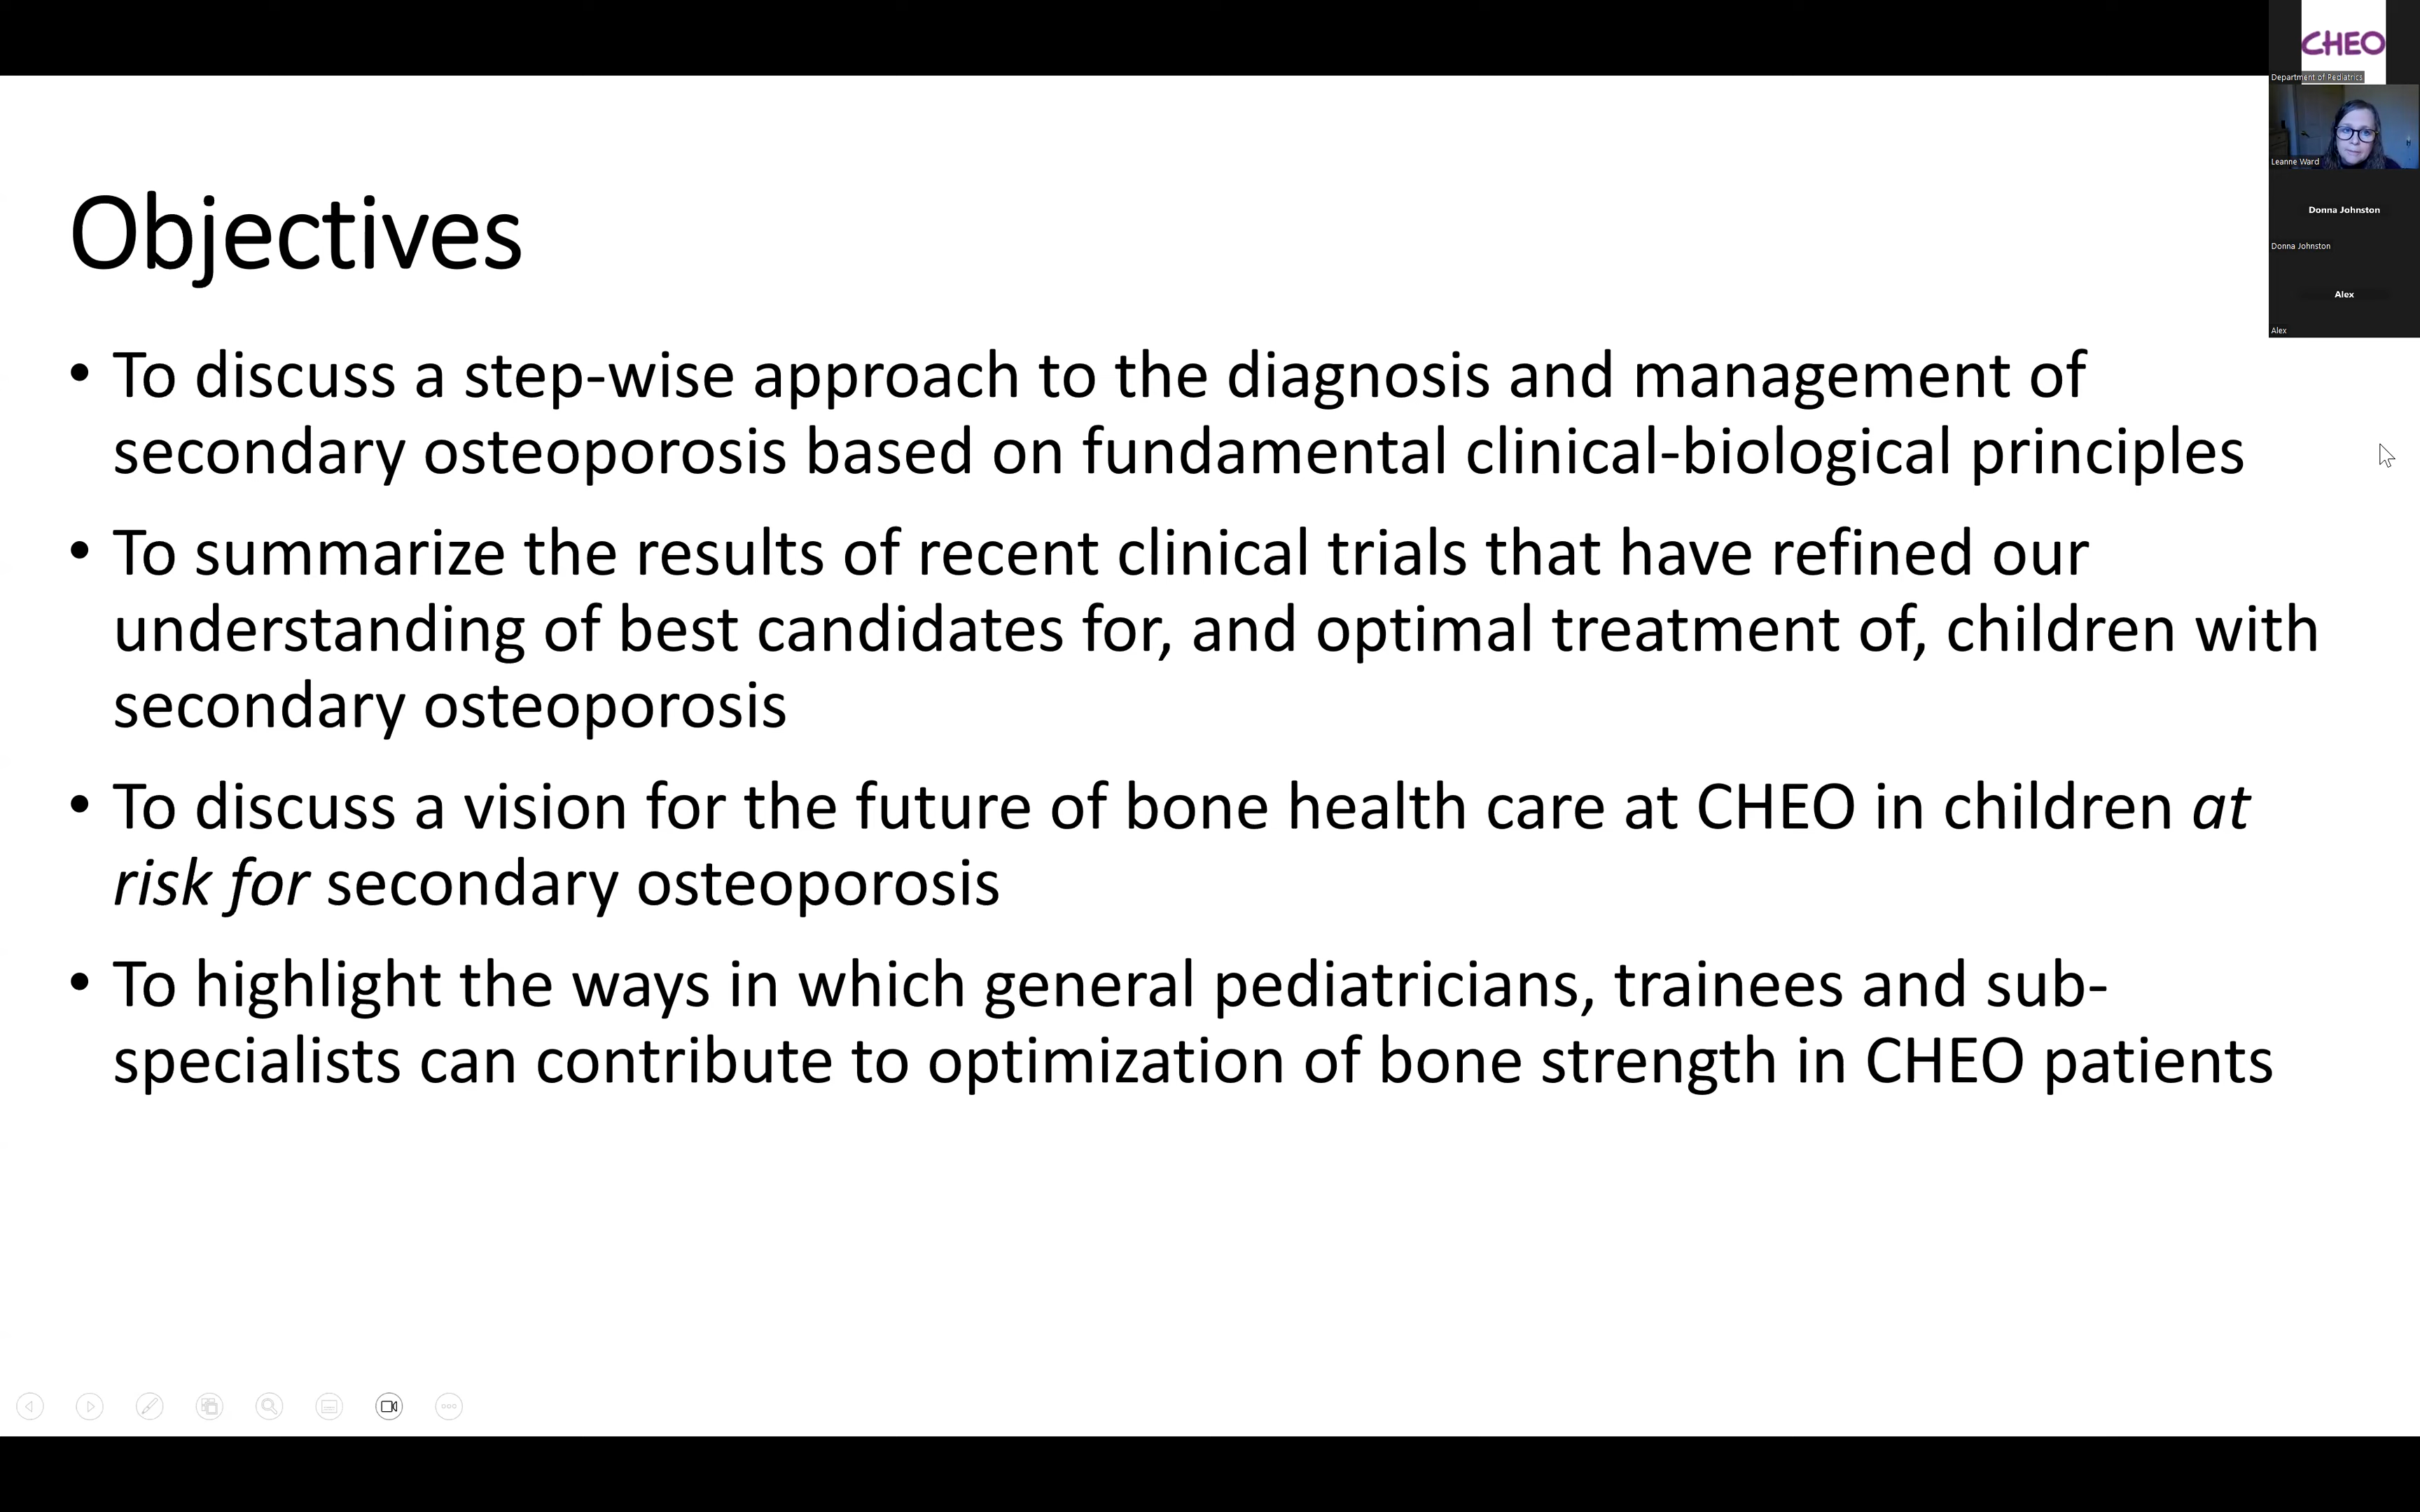 CHEO
Department of Pediatrics
Leanne Ward
Donna Johnston
Donna Johnston
Alex
Alex
Objectives
• To discuss a step-wise approach to the diagnosis and management of
secondary osteoporosis based on fundamental clinical-biological principles
• To summarize the results of recent clinical trials that have refined our
understanding of best candidates for, and optimal treatment of, children with
secondary osteoporosis
• To discuss a vision for the future of bone health care at CHEO in children at
risk for secondary osteoporosis
• To highlight the ways in which general pediatricians, trainees and sub-
specialists can contribute to optimization of bone strength in CHEO patients